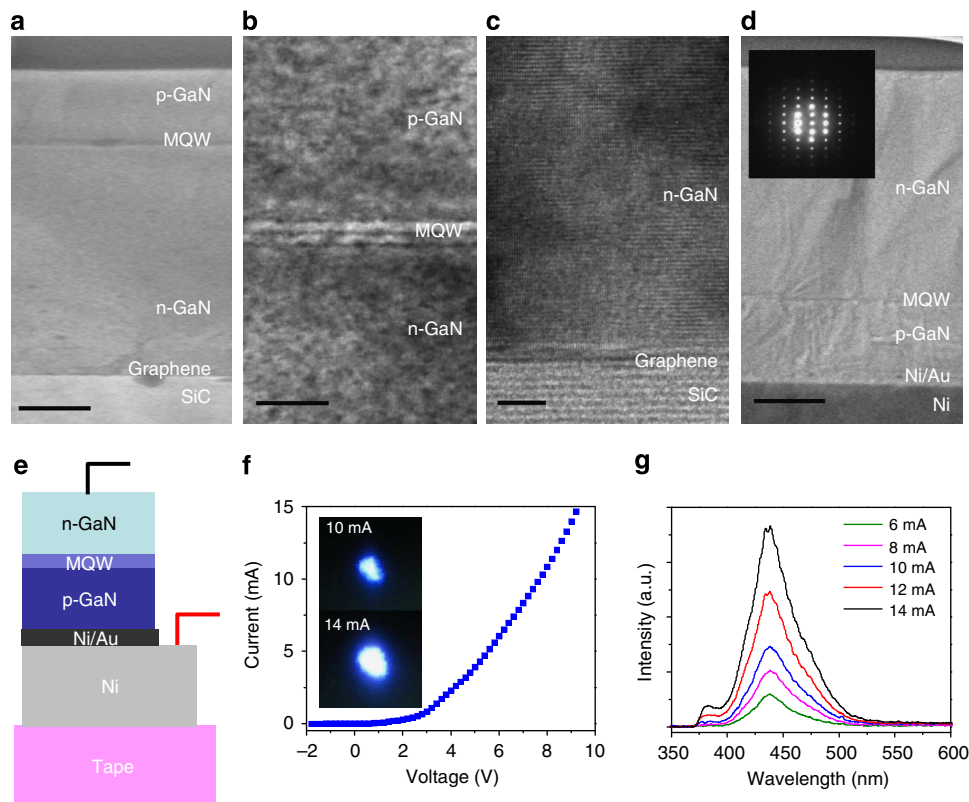 a
p-GaN
MQW
n-GaN
Graphene
SiC
b
p-GaN
MQW
n-GaN
c
n-GaN
Graphene
SiC
d
n-GaN
MQW
p-GaN
Ni/Au
Ni
e
n-GaN
MQW
p-GaN
Ni/Au
Ni
Tape
f
15
10
5
0
Current (mA)
10 mA
14 mA
–2 0 2 4 6 8 10
Voltage (V)
g
Intensity (a.u.)
6 mA
8 mA
10 mA
12 mA
14 mA
350 400 450 500 550 600
Wavelength (nm)